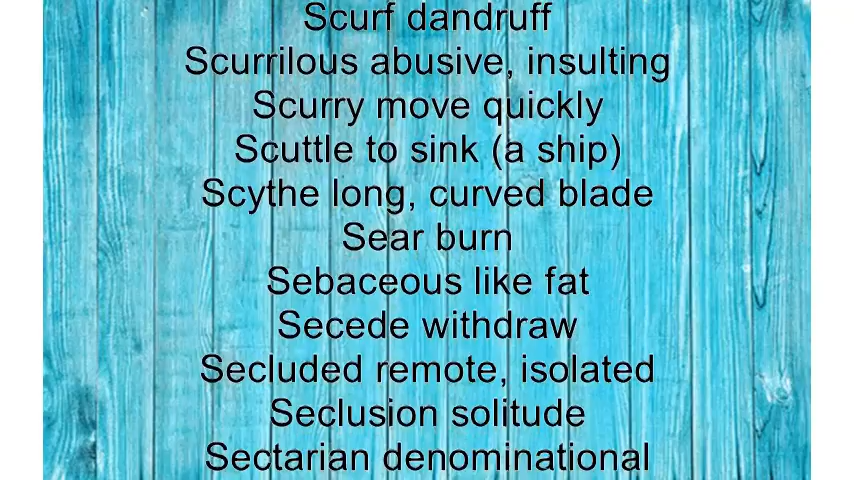 Scurf dandruff
Scurrilous abusive, insulting
Scurry move quickly
Scuttle to sink (a ship)
Scythe long, curved blade
Sear burn
Sebaceous like fat
Secede withdraw
Secluded remote, isolated
Seclusion solitude
Sectarian denominational